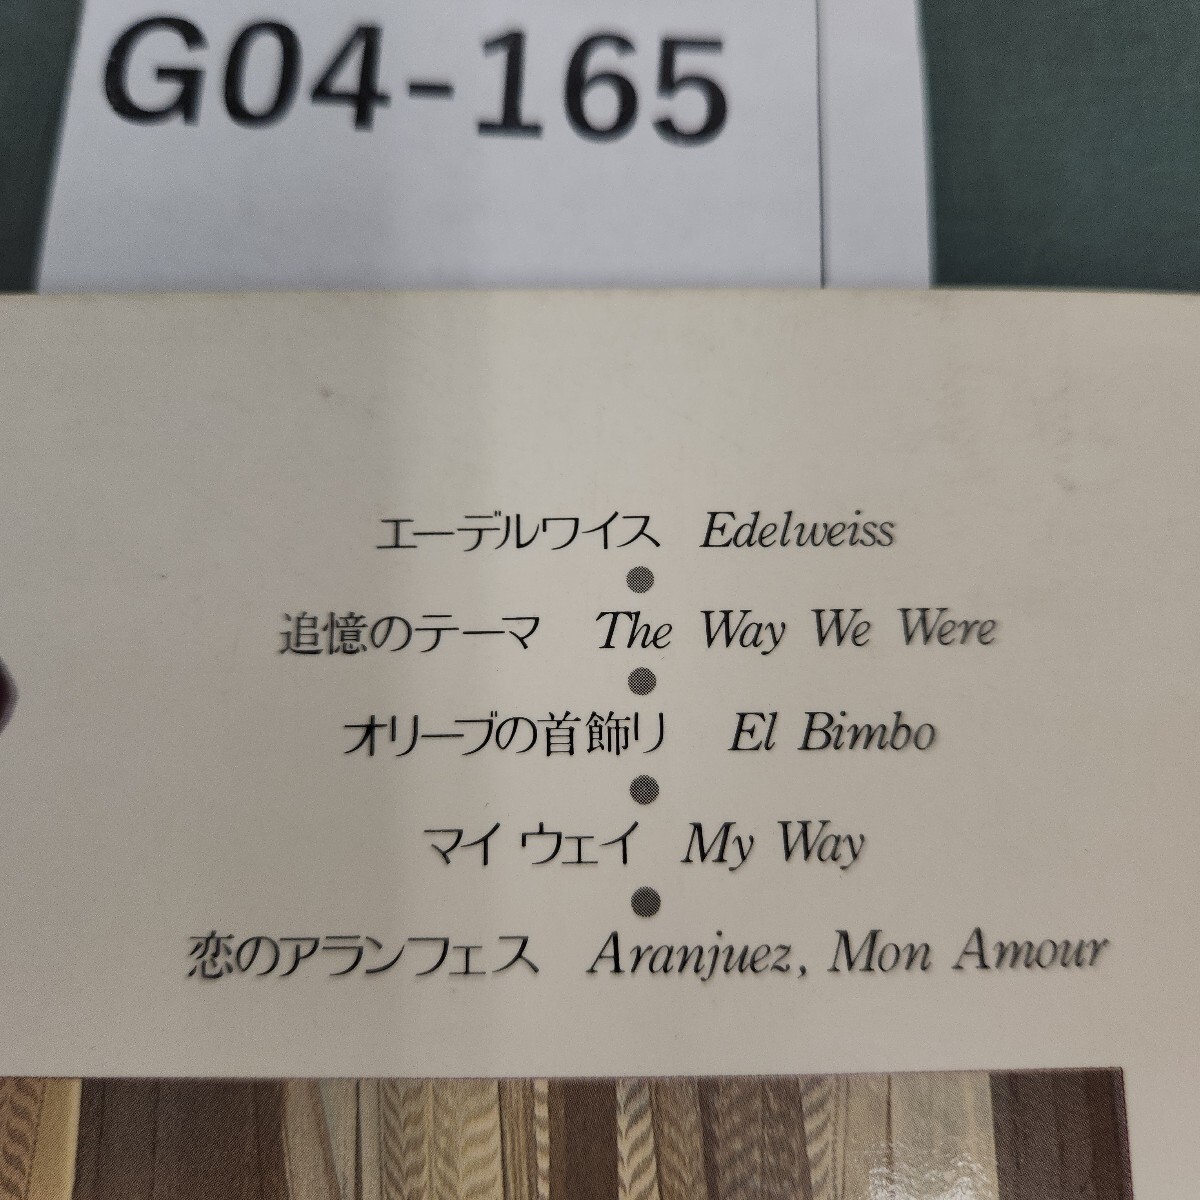 G04-165
エーデルワイス Edelweiss
追憶のテーマ The Way We Were
オリーブの首飾り El Bimbo
マイ ウェイ My Way
恋のアランフェス Aranjuez, Mon Amour